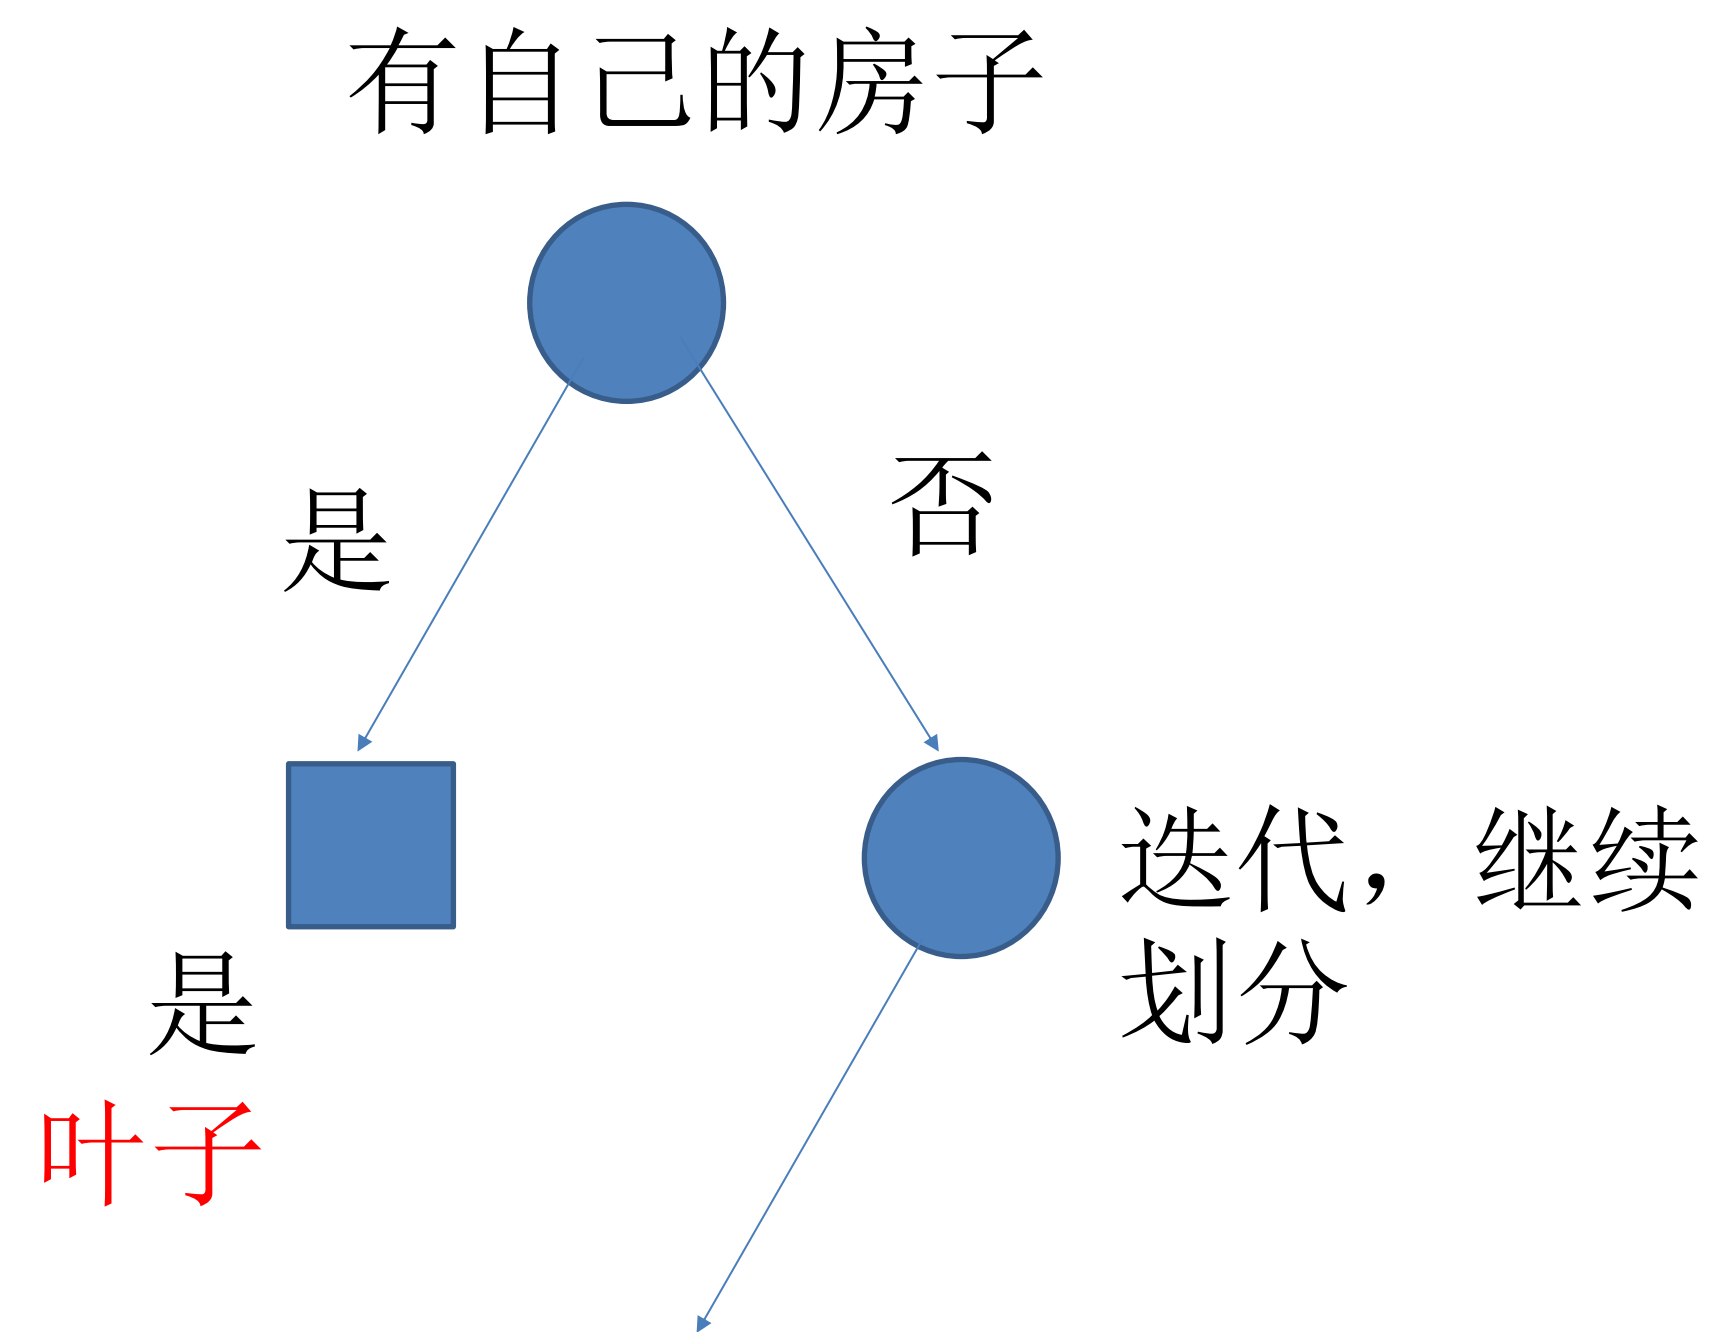 有自己的房子
否
是
迭代，继续
划分
是
叶子